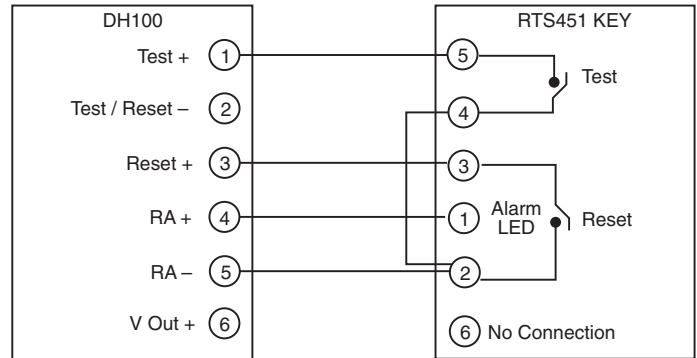 DH100
Test + 1
Test / Reset – 2
Reset + 3
RA + 4
RA – 5
V Out + 6
RTS451 KEY
5
Test
4
3
1 Alarm
LED
Reset
2
6 No Connection